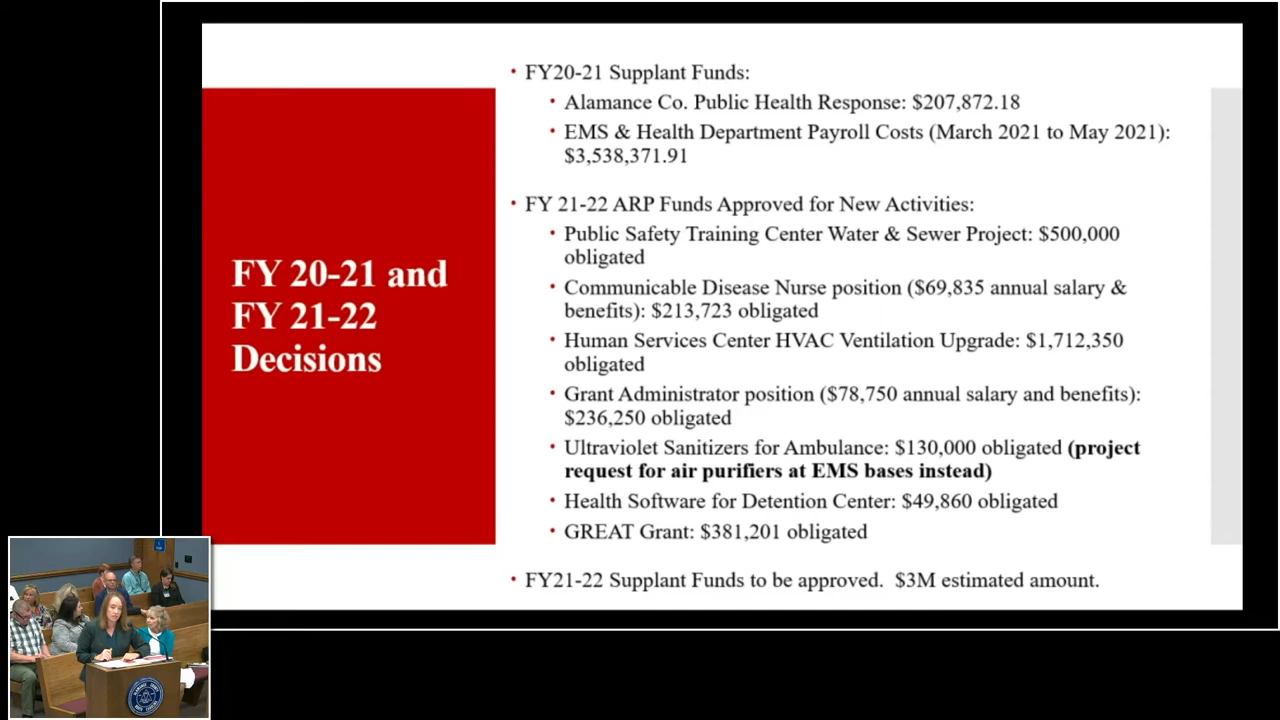 FY 20-21 and
FY 21-22
Decisions
• FY20-21 Supplant Funds:
• Alamance Co. Public Health Response: $207,872.18
• EMS & Health Department Payroll Costs (March 2021 to May 2021):
$3,538,371.91
• FY 21-22 ARP Funds Approved for New Activities:
• Public Safety Training Center Water & Sewer Project: $500,000
obligated
• Communicable Disease Nurse position ($69,835 annual salary &
benefits): $213,723 obligated
• Human Services Center HVAC Ventilation Upgrade: $1,712,350
obligated
• Grant Administrator position ($78,750 annual salary and benefits):
$236,250 obligated
• Ultraviolet Sanitizers for Ambulance: $130,000 obligated (project
request for air purifiers at EMS bases instead)
• Health Software for Detention Center: $49,860 obligated
• GREAT Grant: $381,201 obligated
• FY21-22 Supplant Funds to be approved. $3M estimated amount.